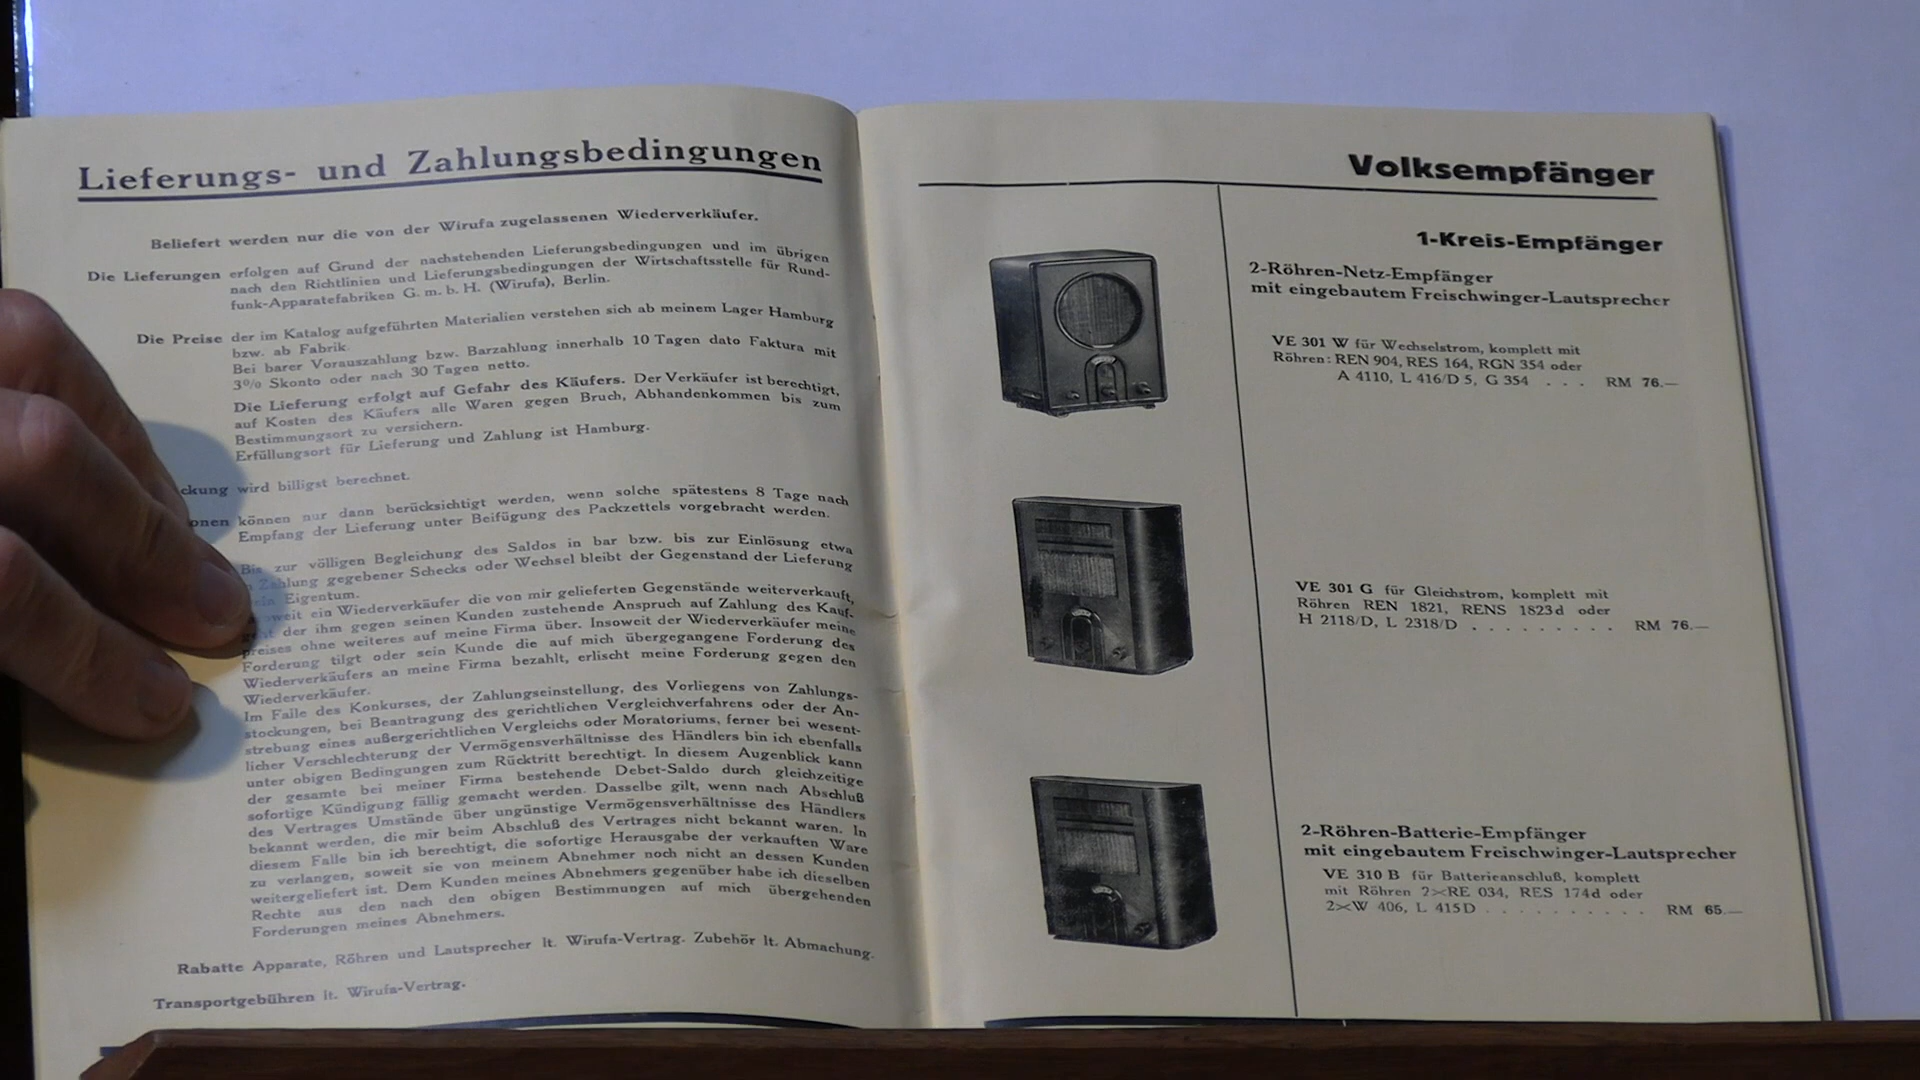 Lieferungs- und Zahlungsbedingungen
Beliefert werden nur die von der Wirufa zugelassenen Wiederverkäufer.
Die Lieferungen erfolgen auf Grund der nachstehenden Lieferungsbedingungen und im übrigen
nach den Richtlinien und Lieferungsbedingungen der Wirtschaftsstelle für Rund-
funk-Apparatefabriken G. m. b. H. (Wirufa), Berlin.
Die Preise der im Katalog aufgeführten Materialien verstehen sich ab meinem Lager Hamburg
bzw. ab Fabrik.
Bei barer Vorauszahlung bzw. Barzahlung innerhalb 10 Tagen dato Faktura mit
3% Skonto oder nach 30 Tagen netto.
Die Lieferung erfolgt auf Gefahr des Käufers. Der Verkäufer ist berechtigt,
auf Kosten des Käufers alle Waren gegen Bruch, Abhandenkommen bis zum
Bestimmungsort zu versichern.
Erfüllungsort für Lieferung und Zahlung ist Hamburg.
ckung wird billigst berechnet.
onen können nur dann berücksichtigt werden, wenn solche spätestens 8 Tage nach
Empfang der Lieferung unter Beifügung des Packzettels vorgebracht werden.
Bis zur völligen Begleichung des Saldos in bar bzw. bis zur Einlösung etwa
Zahlung gegebener Schecks oder Wechsel bleibt der Gegenstand der Lieferung
Eigentum.
ein Wiederverkäufer die von mir gelieferten Gegenstände weiterverkauft,
der ihm gegen seinen Kunden zustehende Anspruch auf Zahlung des Kauf-
preises ohne weiteres auf meine Firma über. Insoweit der Wiederverkäufer meine
Forderung tilgt oder sein Kunde die auf mich übergegangene Forderung des
Wiederverkäufers an meine Firma bezahlt, erlischt meine Forderung gegen den
Wiederverkäufer.
Im Falle des Konkurses, der Zahlungseinstellung, des Vorliegens von Zahlungs-
stockungen, bei Beantragung des gerichtlichen Vergleichverfahrens oder der An-
strebung eines außergerichtlichen Vergleichs oder Moratoriums, ferner bei wesent-
licher Verschlechterung der Vermögensverhältnisse des Händlers bin ich ebenfalls
unter obigen Bedingungen zum Rücktritt berechtigt. In diesem Augenblick kann
der gesamte bei meiner Firma bestehende Debet-Saldo durch gleichzeitige
sofortige Kündigung fällig gemacht werden. Dasselbe gilt, wenn nach Abschluß
des Vertrages Umstände über ungünstige Vermögensverhältnisse des Händlers
bekannt werden, die mir beim Abschluß des Vertrages nicht bekannt waren. In
diesem Falle bin ich berechtigt, die sofortige Herausgabe der verkauften Ware
zu verlangen, soweit sie von meinem Abnehmer noch nicht an dessen Kunden
weitergeliefert ist. Dem Kunden meines Abnehmers gegenüber habe ich dieselben
Rechte aus den nach den obigen Bestimmungen auf mich übergehenden
Forderungen meines Abnehmers.
Rabatte Apparate, Röhren und Lautsprecher lt. Wirufa-Vertrag. Zubehör lt. Abmachung.
Transportgebühren lt. Wirufa-Vertrag.
Volksempfänger
1-Kreis-Empfänger
2-Röhren-Netz-Empfänger
mit eingebautem Freischwinger-Lautsprecher
VE 301 W für Wechselstrom, komplett mit
Röhren: REN 904, RES 164, RGN 354 oder
A 4110, L 416/D 5, G 354 . . . RM 76.—
VE 301 G für Gleichstrom, komplett mit
Röhren REN 1821, RENS 1823d oder
H 2118/D, L 2318/D . . . . . . . . . RM 76.—
2-Röhren-Batterie-Empfänger
mit eingebautem Freischwinger-Lautsprecher
VE 310 B für Batterieanschluß, komplett
mit Röhren 2×RE 034, RES 174d oder
2×W 406, L 415D . . . . . . . . . . RM 65.—